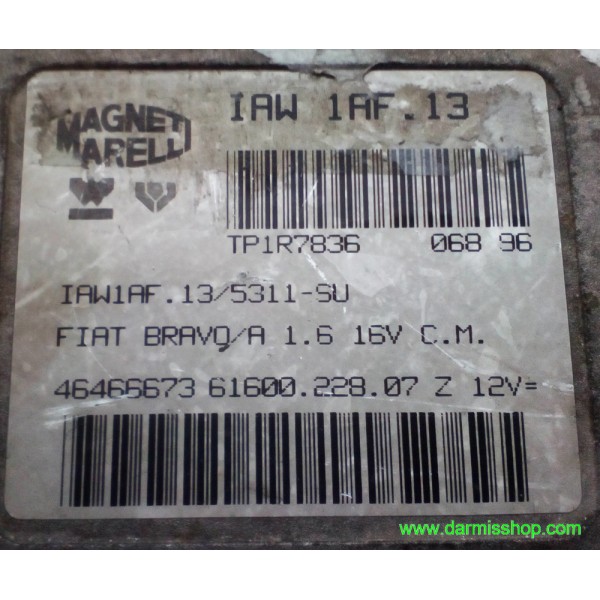 MAGNETI
MARELLI
IAW 1AF.13
TP1R7836 068 96
IAW1AF.13/5311-SU
FIAT BRAVO/A 1.6 16V C.M.
46466673 61600.228.07 Z 12V=
www.darmisshop.com